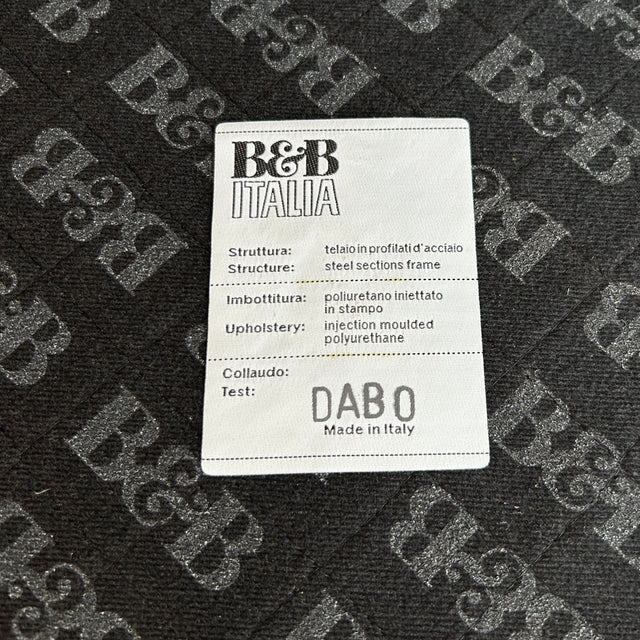 B&B
ITALIA
Struttura: telaio in profilati d'acciaio
Structure: steel sections frame
Imbottitura: poliuretano iniettato
in stampo
Upholstery: injection moulded
polyurethane
Collaudo:
Test: DABO
Made in Italy
B&B
B&B
B&B
B&B
B&B
B&B
B&B
B&B
B&B
B&B
B&B